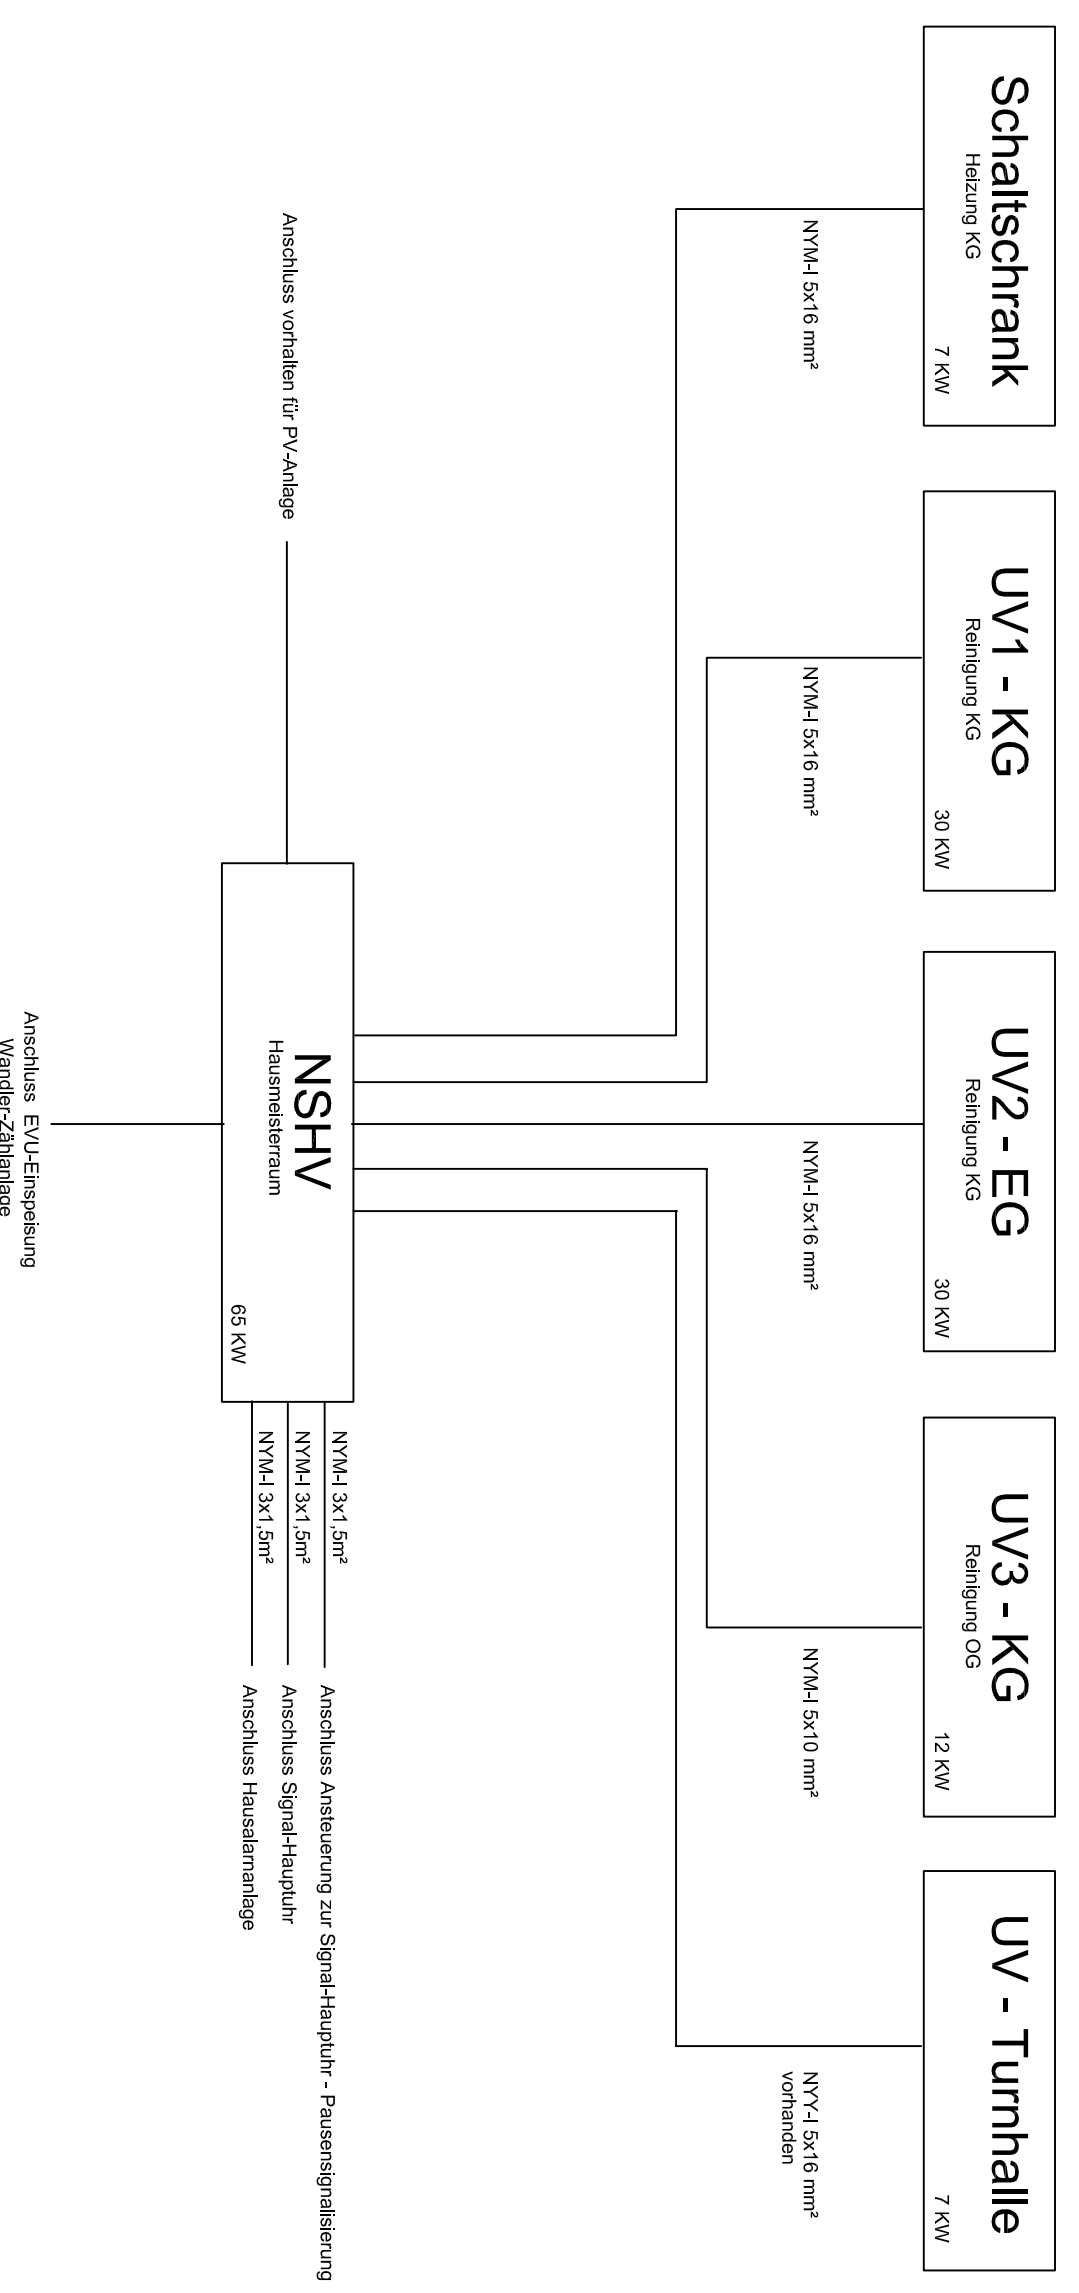 Schaltschrank
Heizung KG
7 KW
UV1 - KG
Reinigung KG
30 KW
UV2 - EG
Reinigung KG
30 KW
UV3 - KG
Reinigung OG
12 KW
UV - Turnhalle
7 KW
NYM-I 5x16 mm²
NYM-I 5x16 mm²
NYM-I 5x16 mm²
NYM-I 5x10 mm²
NYY-I 5x16 mm²
vorhanden
Anschluss vorhalten für PV-Anlage
NSHV
Hausmeisterraum
65 KW
NYM-I 3x1,5m²
Anschluss Ansteuerung zur Signal-Hauptuhr - Pausensignalisierung
NYM-I 3x1,5m²
Anschluss Signal-Hauptuhr
NYM-I 3x1,5m²
Anschluss Hausalarnanlage
Anschluss EVU-Einspeisung
Wandler-Zählanlage